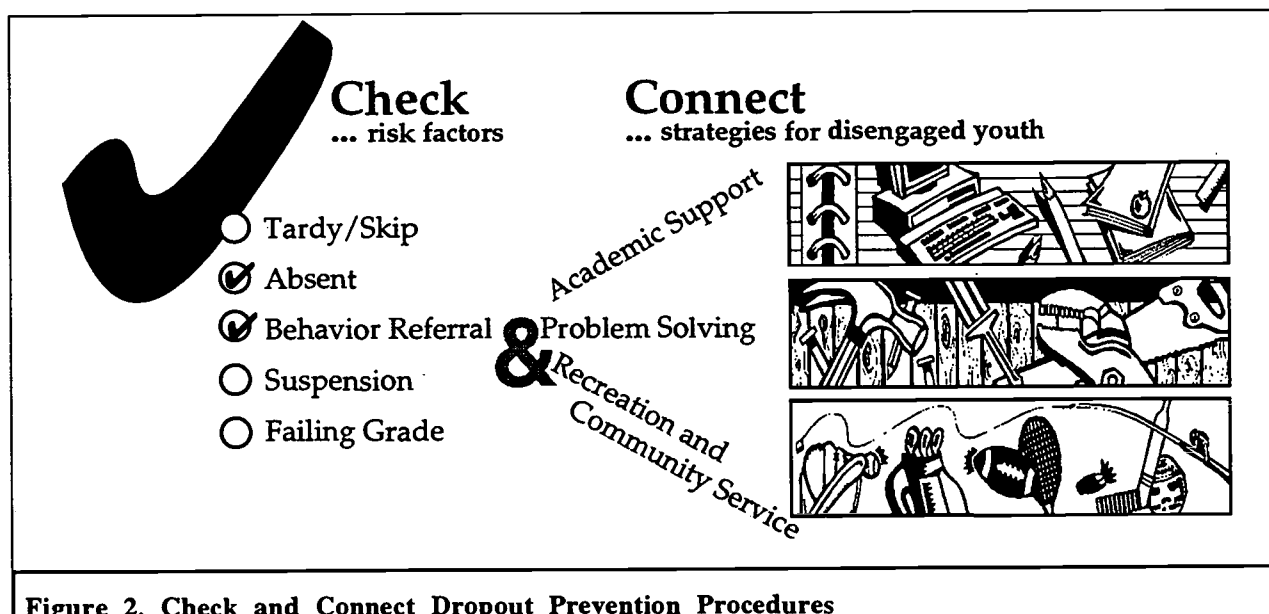 Check
... risk factors
Connect
... strategies for disengaged youth
Tardy/Skip
Absent
Behavior Referral
Suspension
Failing Grade
&
Academic Support
Problem Solving
Recreation and
Community Service
Figure 2. Check and Connect Dropout Prevention Procedures